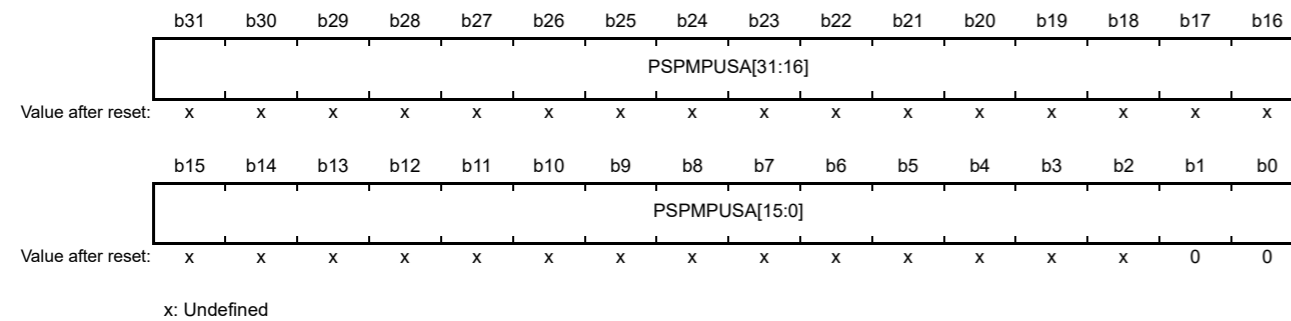 b31 b30 b29 b28 b27 b26 b25 b24 b23 b22 b21 b20 b19 b18 b17 b16
PSPMPUSA[31:16]
Value after reset: x x x x x x x x x x x x x x x x
b15 b14 b13 b12 b11 b10 b9 b8 b7 b6 b5 b4 b3 b2 b1 b0
PSPMPUSA[15:0]
Value after reset: x x x x x x x x x x x x x x 0 0
x: Undefined